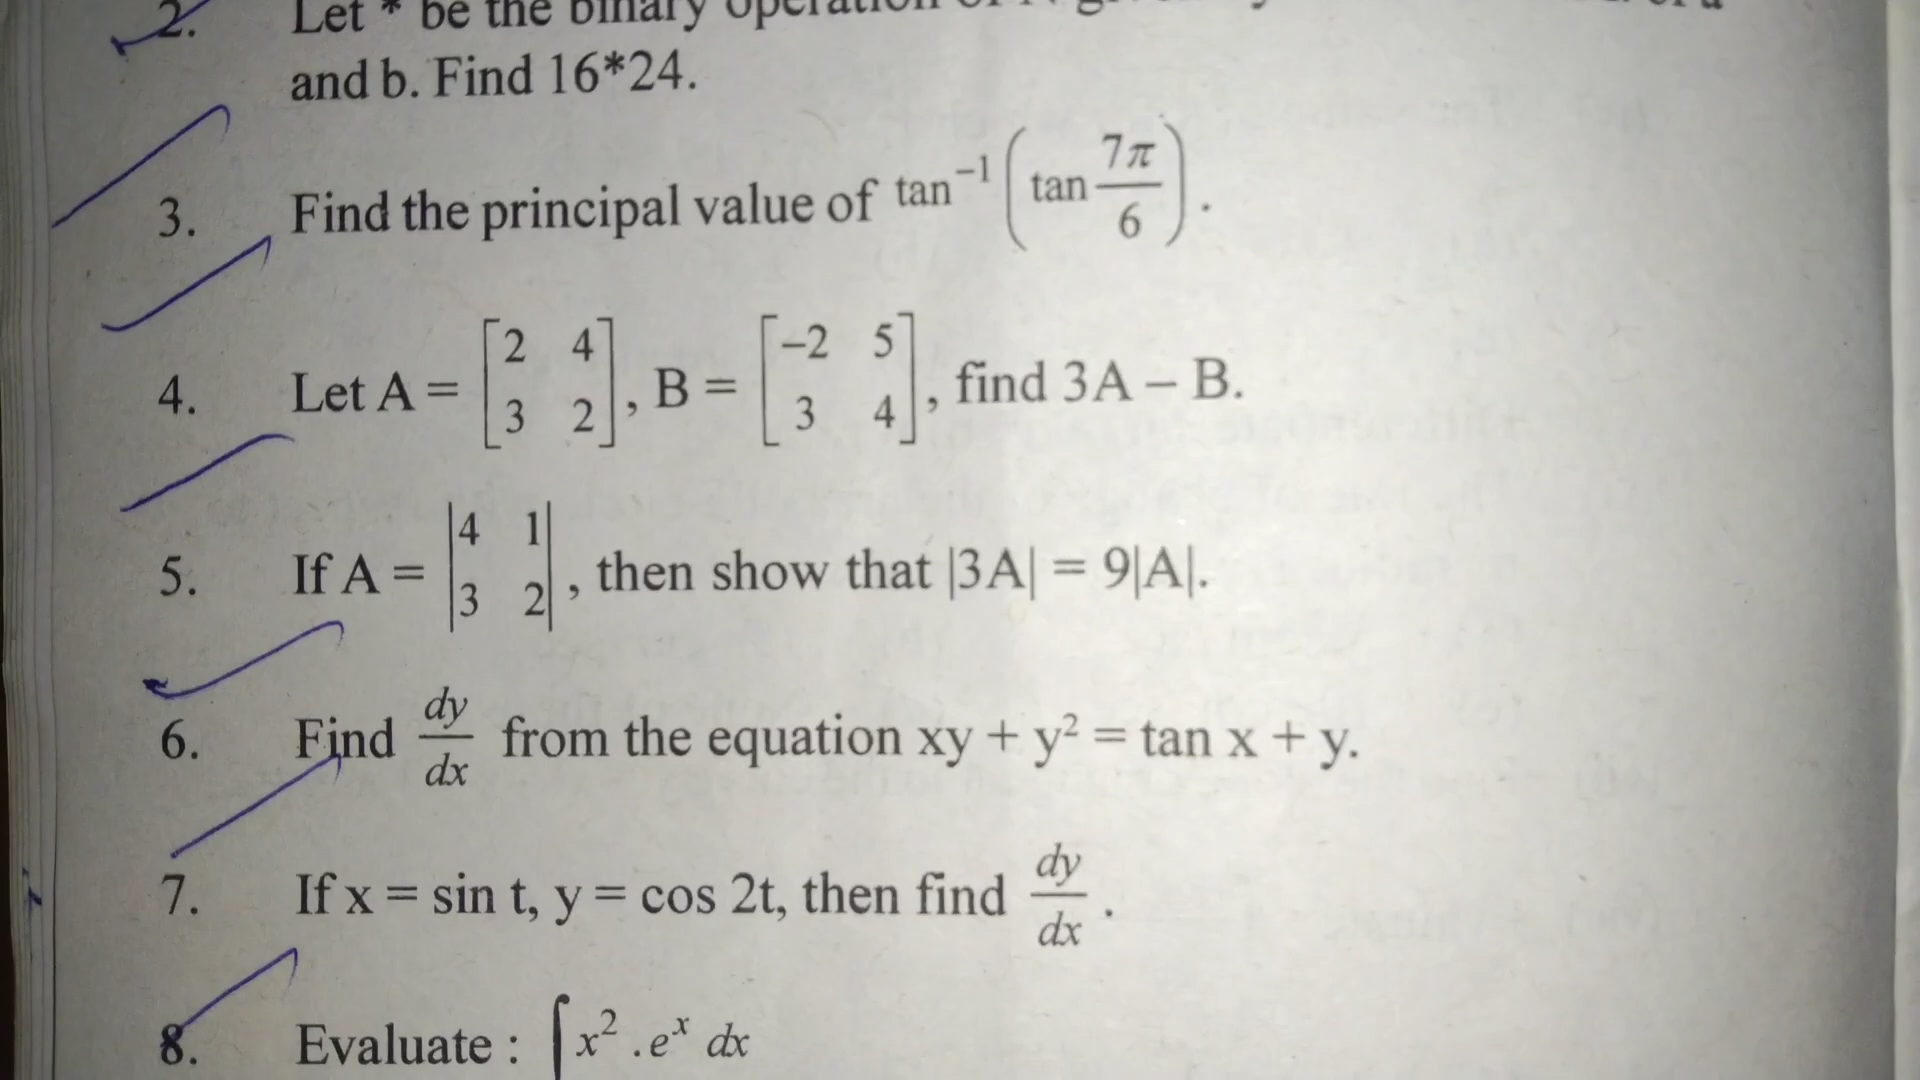 2. Let * be the binary operation
and b. Find 16*24.
3. Find the principal value of tan⁻¹(tan 7π/6).
4. Let A = [2 4; 3 2], B = [–2 5; 3 4], find 3A – B.
5. If A = |4 1; 3 2|, then show that |3A| = 9|A|.
6. Find dy/dx from the equation xy + y² = tan x + y.
7. If x = sin t, y = cos 2t, then find dy/dx.
8. Evaluate : ∫x².eˣ dx